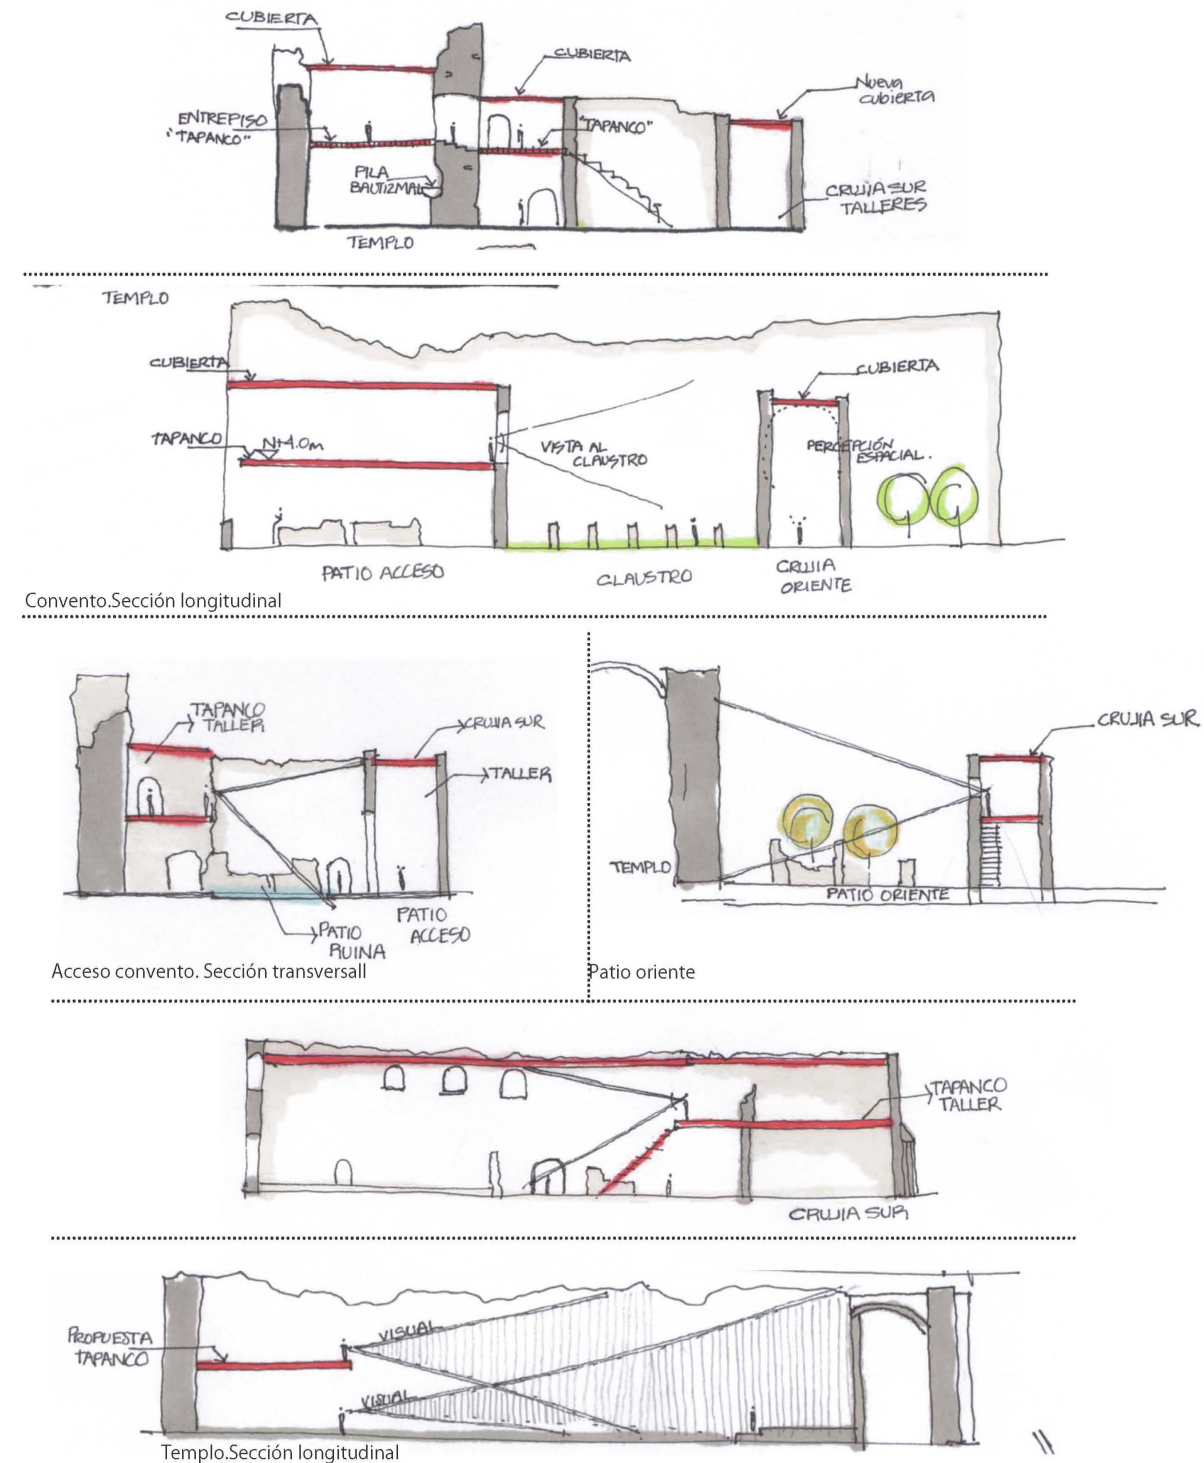 CUBIERTA
CUBIERTA
Nueva
cubierta
ENTREPISO
"TAPANCO"
"TAPANCO"
PILA
BAUTIZMAL
CRUJIA SUR
TALLERES
TEMPLO
TEMPLO
CUBIERTA
CUBIERTA
TAPANCO
N+4.0m
VISTA AL
CLAUSTRO
PERCEPCIÓN
ESPACIAL.
PATIO ACCESO
CLAUSTRO
CRUJIA
ORIENTE
Convento.Sección longitudinal
TAPANCO
TALLER
CRUJIA SUR
TALLER
PATIO
ACCESO
PATIO
RUINA
Acceso convento. Sección transversall
CRUJIA SUR
TEMPLO
PATIO ORIENTE
Patio oriente
TAPANCO
TALLER
CRUJIA SUR
PROPUESTA
TAPANCO
VISUAL
VISUAL
Templo.Sección longitudinal